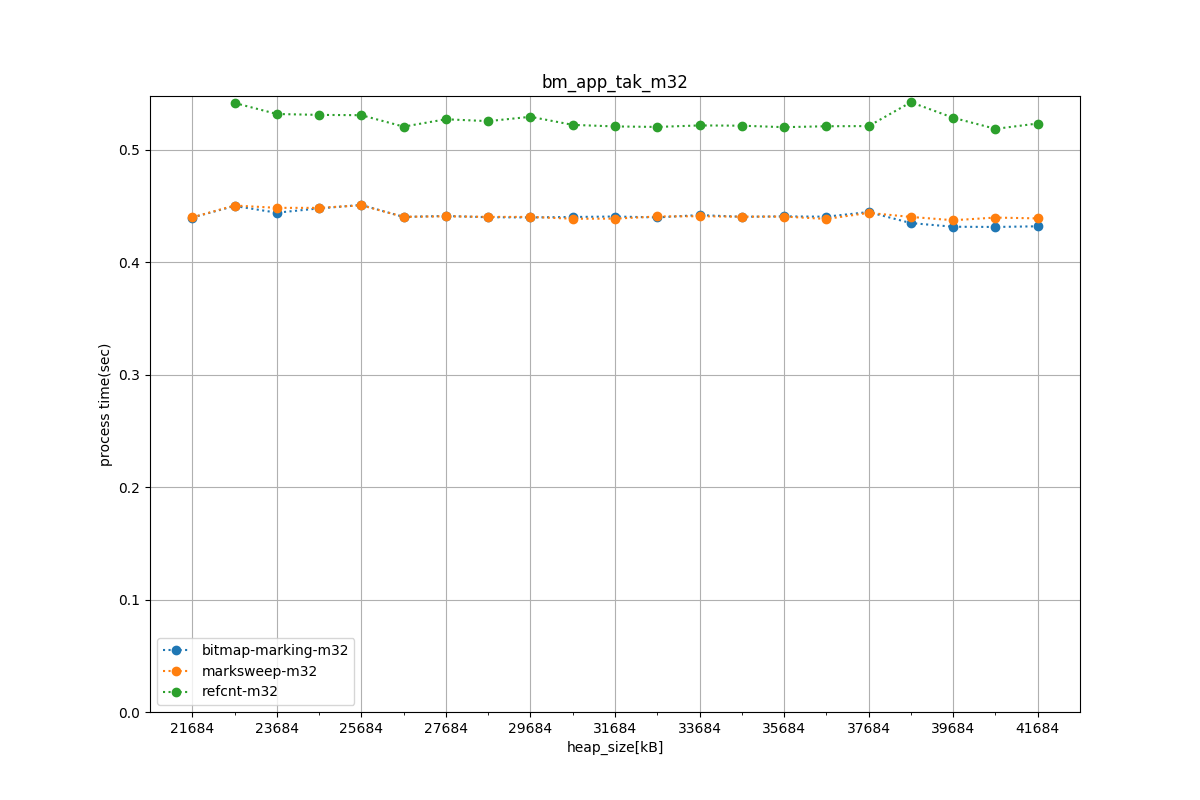 bm_app_tak_m32
0.5
0.4
0.3
0.2
0.1
0.0
process time(sec)
bitmap-marking-m32
marksweep-m32
refcnt-m32
21684 23684 25684 27684 29684 31684 33684 35684 37684 39684 41684
heap_size[kB]